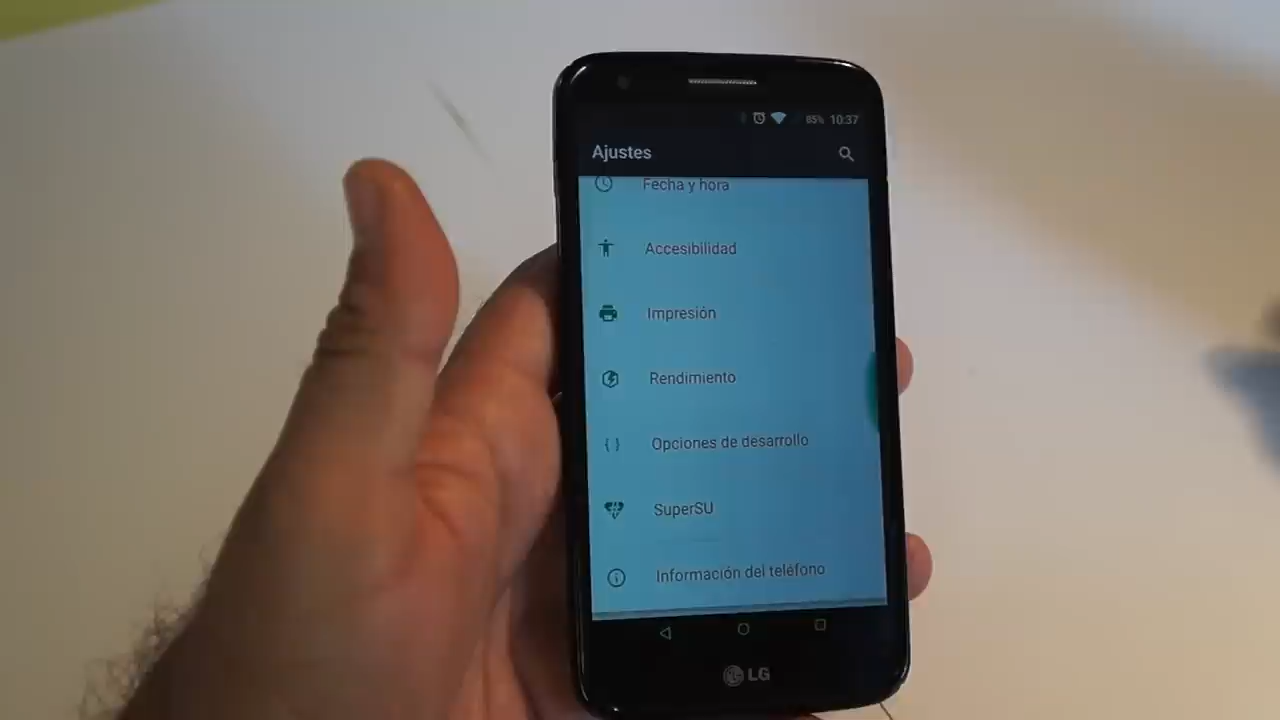 85% 10:37
Ajustes
Fecha y hora
Accesibilidad
Impresión
Rendimiento
Opciones de desarrollo
SuperSU
Información del teléfono
LG